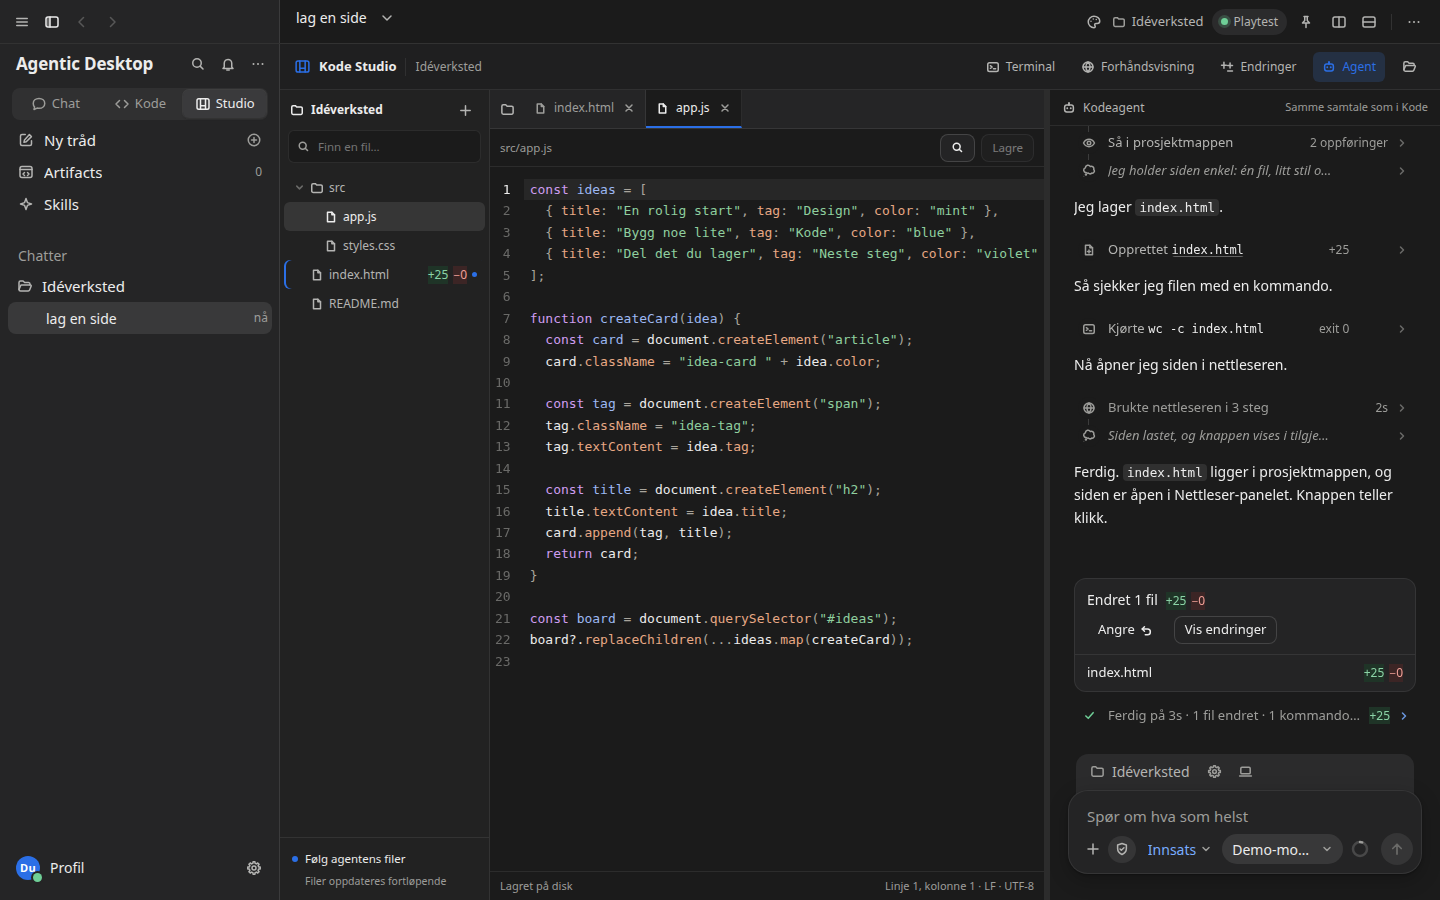 lag en side
Idéverksted
Playtest
Agentic Desktop
Chat
Kode
Studio
Ny tråd
Artifacts
0
Skills
Chatter
Idéverksted
lag en side
nå
Du
Profil
Kode Studio
Idéverksted
Terminal
Forhåndsvisning
Endringer
Agent
Idéverksted
Finn en fil...
src
app.js
styles.css
index.html
+25 −0
README.md
Følg agentens filer
Filer oppdateres fortløpende
index.html
app.js
src/app.js
Lagre
1 const ideas = [
2   { title: "En rolig start", tag: "Design", color: "mint" },
3   { title: "Bygg noe lite", tag: "Kode", color: "blue" },
4   { title: "Del det du lager", tag: "Neste steg", color: "violet"
5 ];
6
7 function createCard(idea) {
8   const card = document.createElement("article");
9   card.className = "idea-card " + idea.color;
10
11   const tag = document.createElement("span");
12   tag.className = "idea-tag";
13   tag.textContent = idea.tag;
14
15   const title = document.createElement("h2");
16   title.textContent = idea.title;
17   card.append(tag, title);
18   return card;
19 }
20
21 const board = document.querySelector("#ideas");
22 board?.replaceChildren(...ideas.map(createCard));
23
Lagret på disk
Linje 1, kolonne 1 · LF · UTF-8
Kodeagent
Samme samtale som i Kode
Så i prosjektmappen
2 oppføringer
Jeg holder siden enkel: én fil, litt stil o...
Jeg lager index.html.
Opprettet index.html
+25
Så sjekker jeg filen med en kommando.
Kjørte wc -c index.html
exit 0
Nå åpner jeg siden i nettleseren.
Brukte nettleseren i 3 steg
2s
Siden lastet, og knappen vises i tilgje...
Ferdig. index.html ligger i prosjektmappen, og
siden er åpen i Nettleser-panelet. Knappen teller
klikk.
Endret 1 fil +25 −0
Angre
Vis endringer
index.html
+25 −0
Ferdig på 3s · 1 fil endret · 1 kommando...
+25
Idéverksted
Spør om hva som helst
Innsats
Demo-mo...